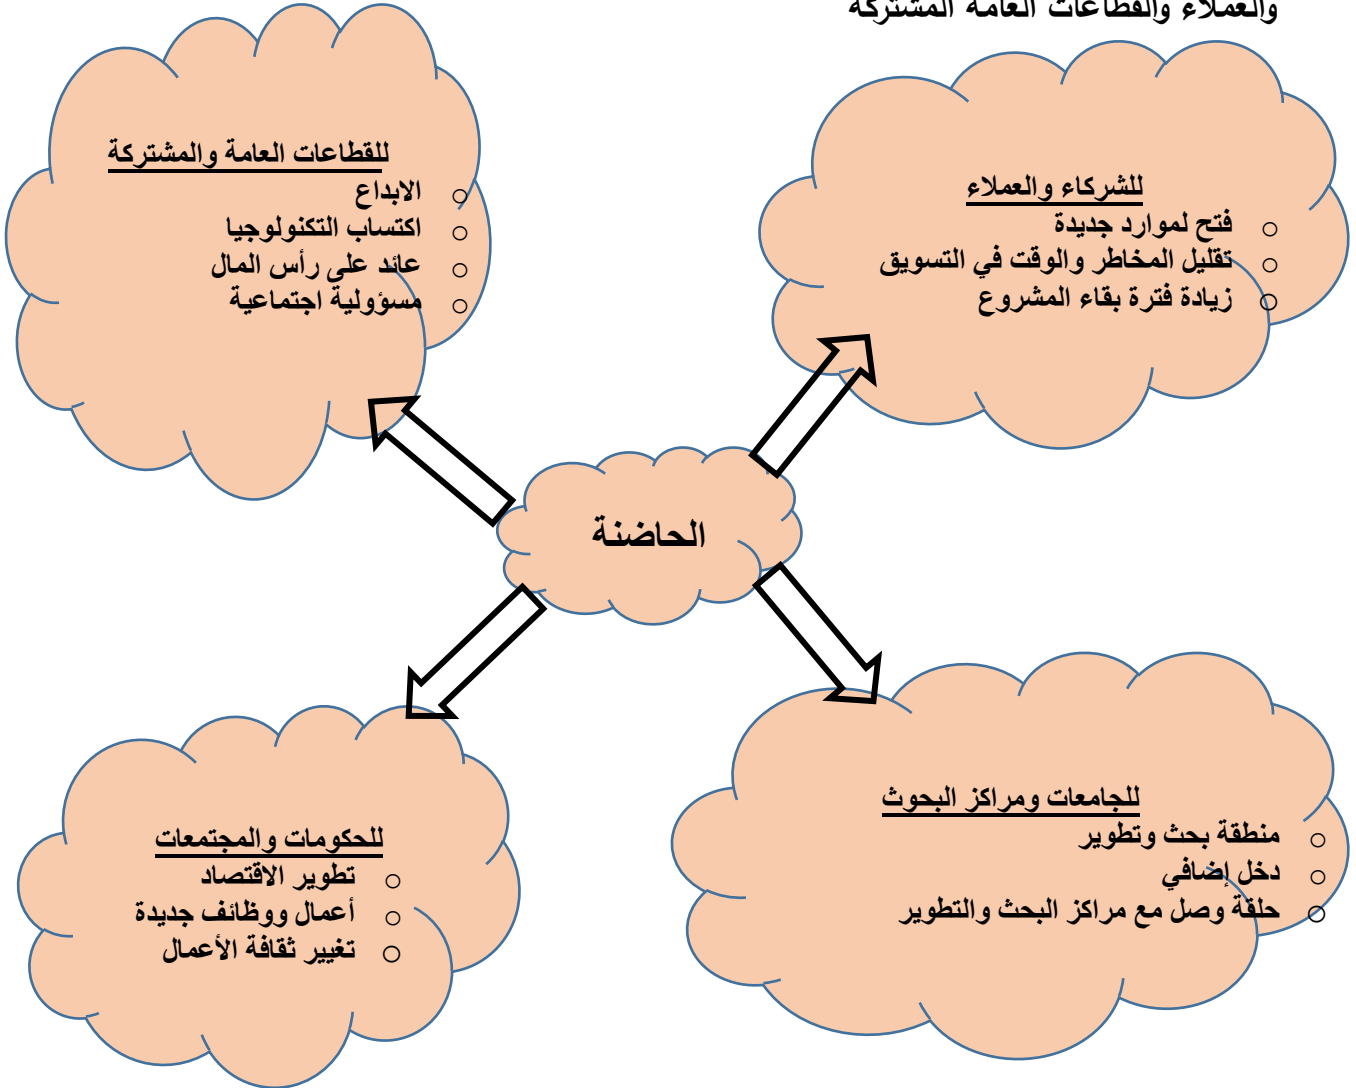 والعملاء والقطاعات العامة المشتركة
للشركاء والعملاء
○ فتح لموارد جديدة
○ تقليل المخاطر والوقت في التسويق
○ زيادة فترة بقاء المشروع
للقطاعات العامة والمشتركة
○ الابداع
○ اكتساب التكنولوجيا
○ عائد على رأس المال
○ مسؤولية اجتماعية
الحاضنة
للجامعات ومراكز البحوث
○ منطقة بحث وتطوير
○ دخل إضافي
○ حلقة وصل مع مراكز البحث والتطوير
للحكومات والمجتمعات
○ تطوير الاقتصاد
○ أعمال ووظائف جديدة
○ تغيير ثقافة الأعمال